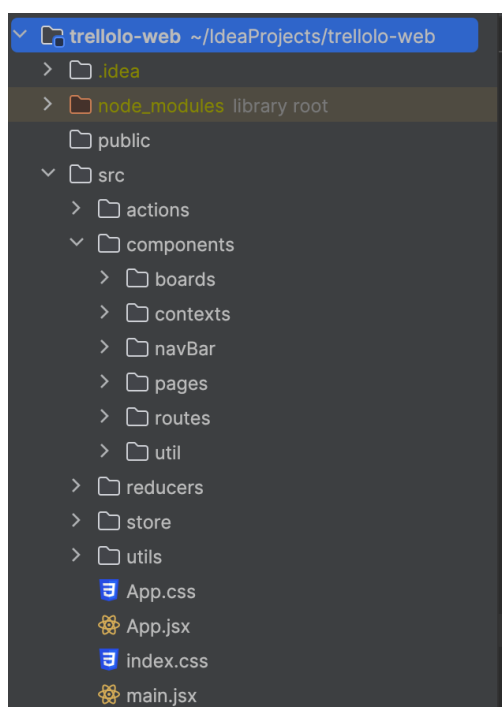 trellolo-web ~/IdeaProjects/trellolo-web
.idea
node_modules library root
public
src
actions
components
boards
contexts
navBar
pages
routes
util
reducers
store
utils
App.css
App.jsx
index.css
main.jsx